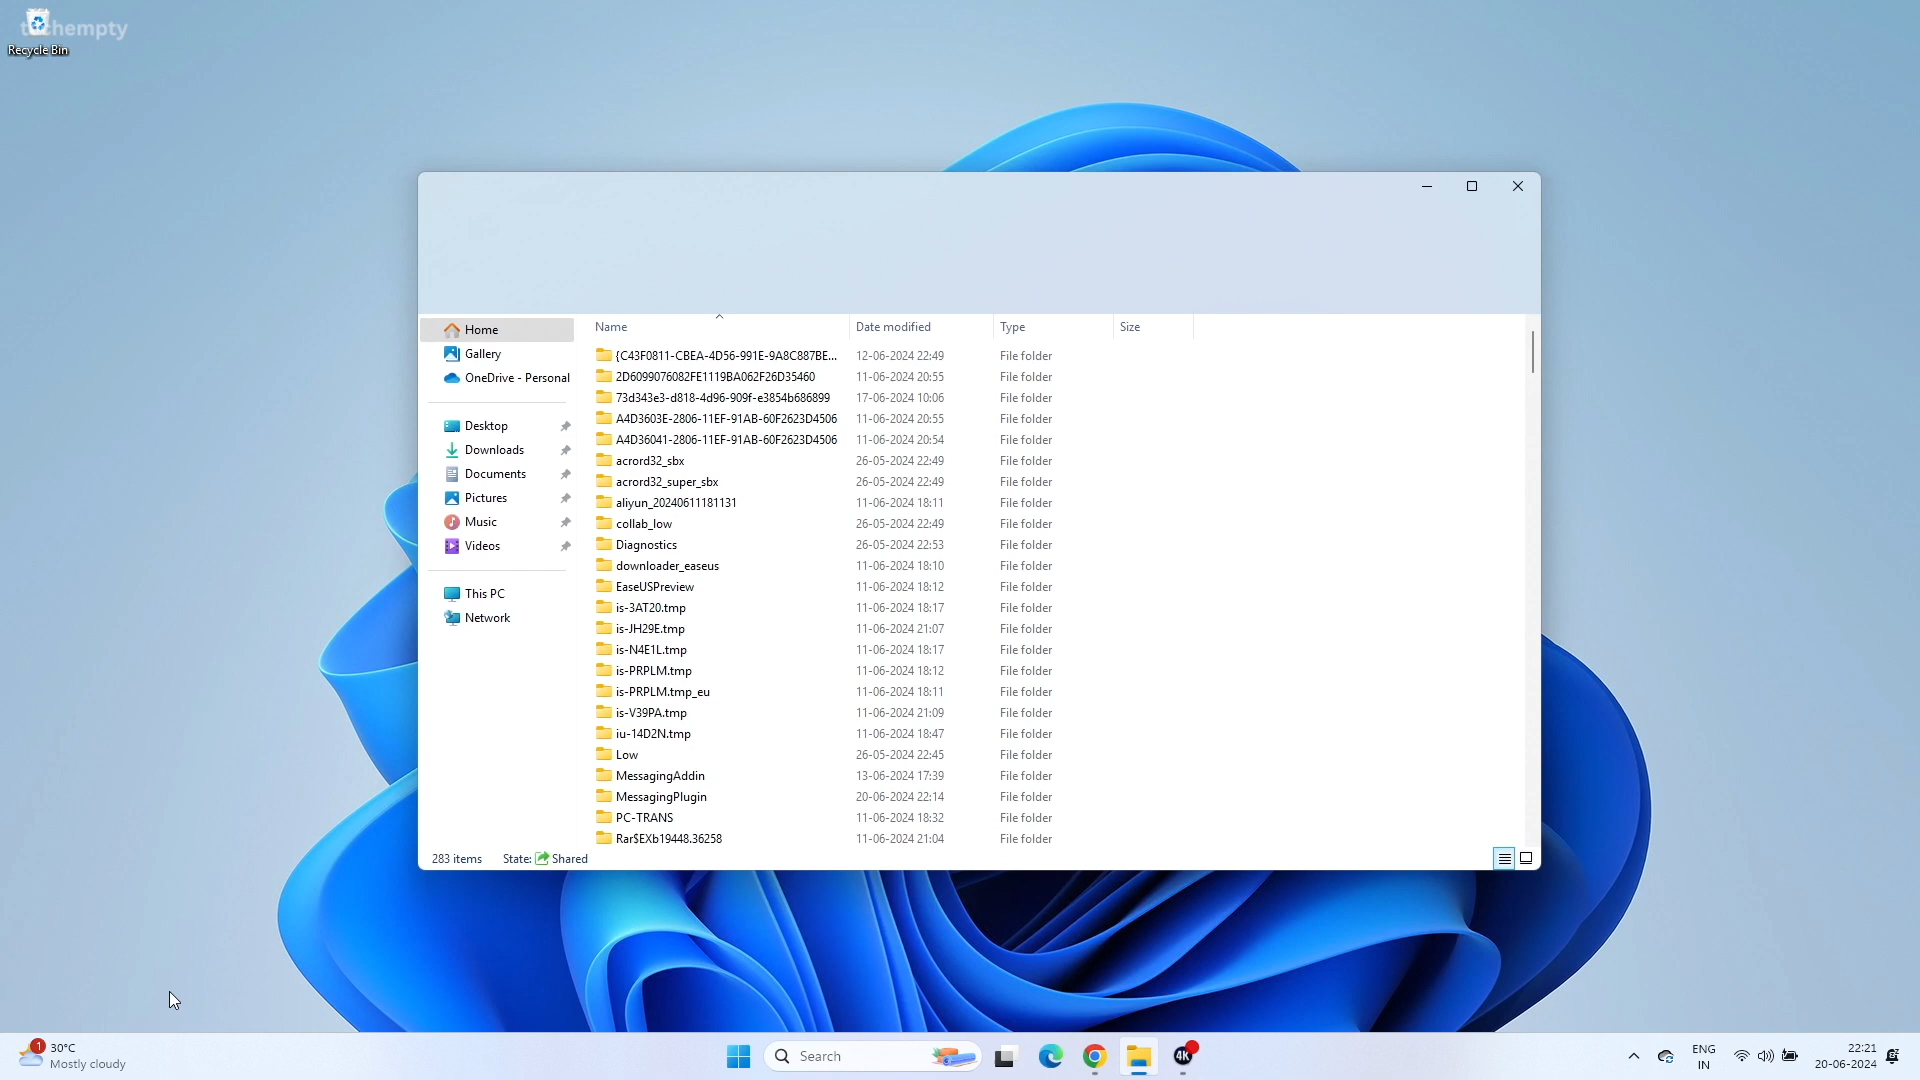 techempty
Recycle Bin
Home
Gallery
OneDrive - Personal
Desktop
Downloads
Documents
Pictures
Music
Videos
This PC
Network
Name Date modified Type Size
{C43F0811-CBEA-4D56-991E-9A8C887BE... 12-06-2024 22:49 File folder
2D6099076082FE1119BA062F26D35460 11-06-2024 20:55 File folder
73d343e3-d818-4d96-909f-e3854b686899 17-06-2024 10:06 File folder
A4D3603E-2806-11EF-91AB-60F2623D4506 11-06-2024 20:55 File folder
A4D36041-2806-11EF-91AB-60F2623D4506 11-06-2024 20:54 File folder
acrord32_sbx 26-05-2024 22:49 File folder
acrord32_super_sbx 26-05-2024 22:49 File folder
aliyun_20240611181131 11-06-2024 18:11 File folder
collab_low 26-05-2024 22:49 File folder
Diagnostics 26-05-2024 22:53 File folder
downloader_easeus 11-06-2024 18:10 File folder
EaseUSPreview 11-06-2024 18:12 File folder
is-3AT20.tmp 11-06-2024 18:17 File folder
is-JH29E.tmp 11-06-2024 21:07 File folder
is-N4E1L.tmp 11-06-2024 18:17 File folder
is-PRPLM.tmp 11-06-2024 18:12 File folder
is-PRPLM.tmp_eu 11-06-2024 18:11 File folder
is-V39PA.tmp 11-06-2024 21:09 File folder
iu-14D2N.tmp 11-06-2024 18:47 File folder
Low 26-05-2024 22:45 File folder
MessagingAddin 13-06-2024 17:39 File folder
MessagingPlugin 20-06-2024 22:14 File folder
PC-TRANS 11-06-2024 18:32 File folder
Rar$EXb19448.36258 11-06-2024 21:04 File folder
283 items State: Shared
1
30°C
Mostly cloudy
Search
4K
ENG
IN
22:21
20-06-2024